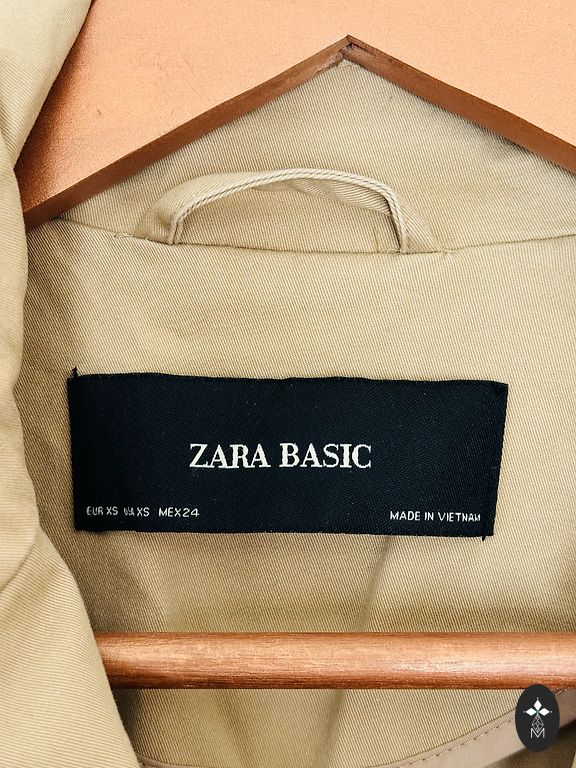 ZARA BASIC
EUR XS USA XS MEX 24
MADE IN VIETNAM